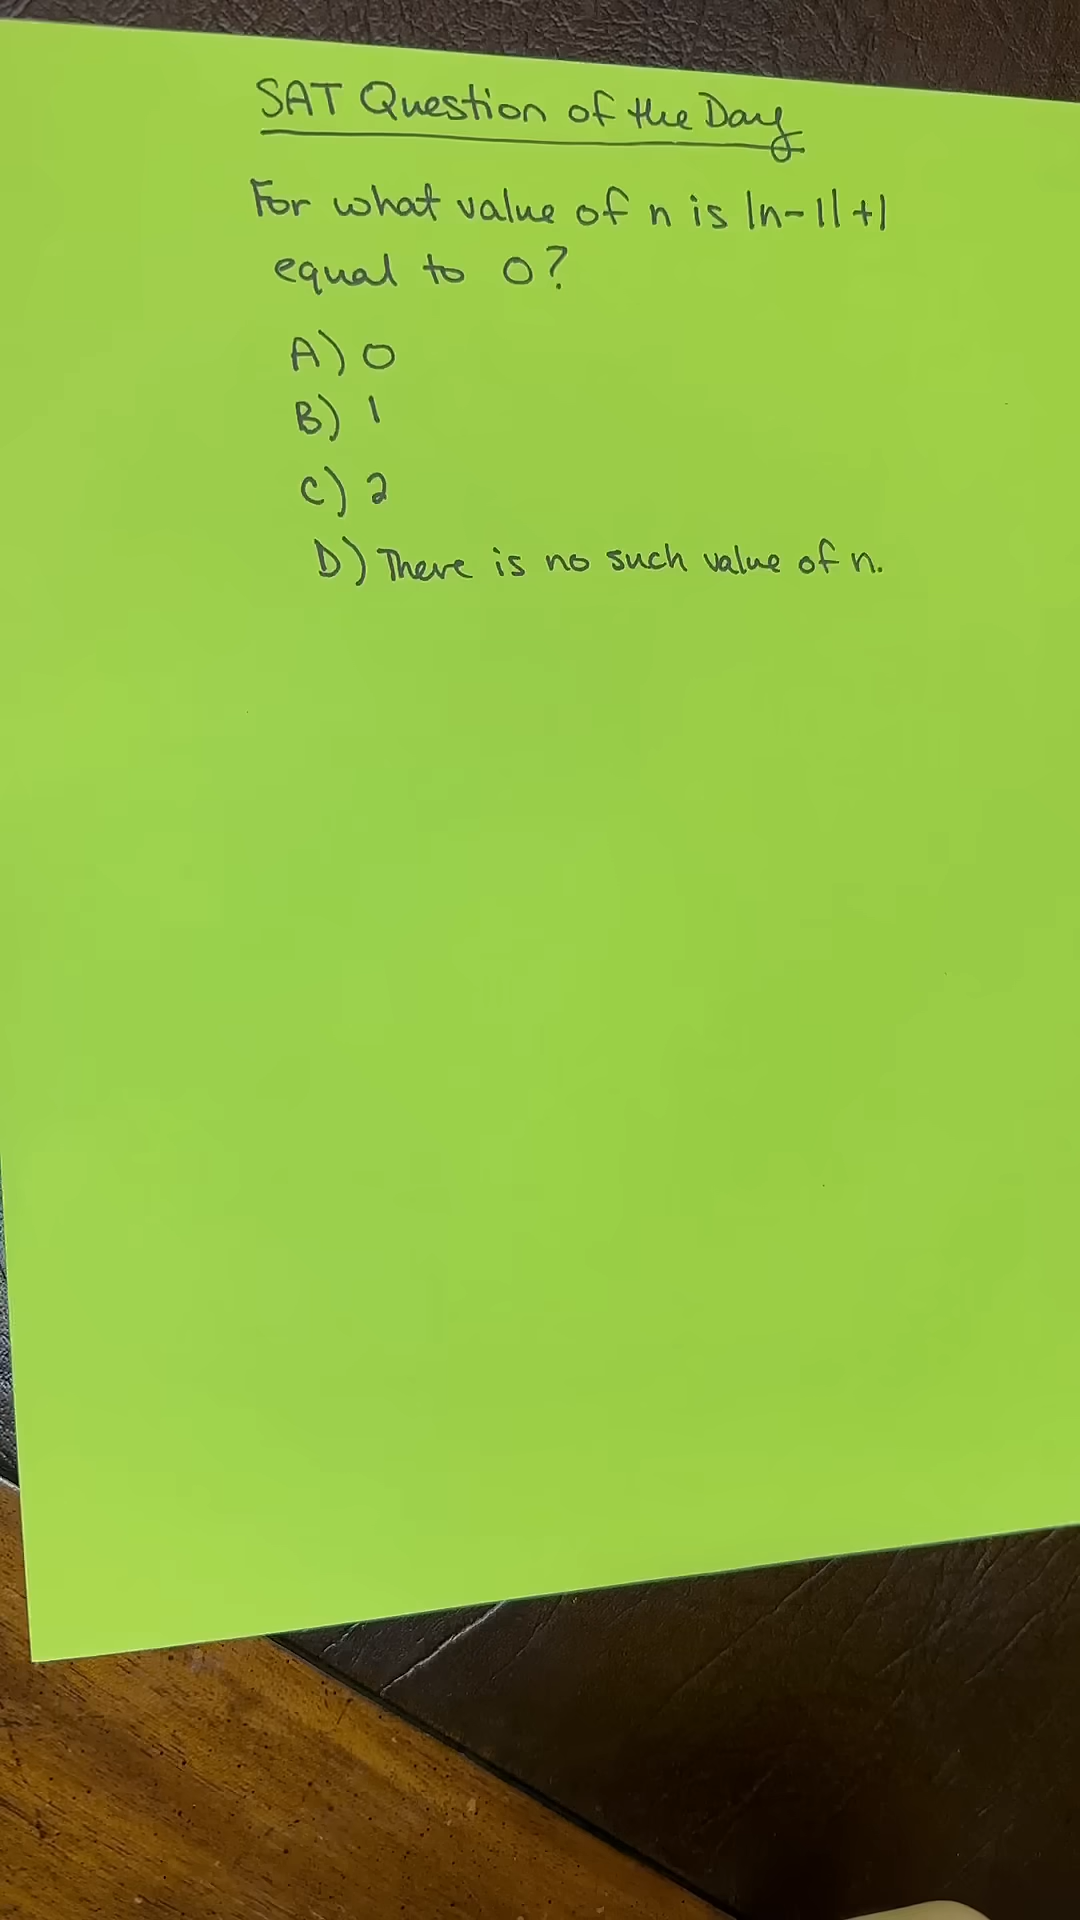 SAT Question of the Day
For what value of n is |n-1|+1
equal to 0?
A) 0
B) 1
C) 2
D) There is no such value of n.